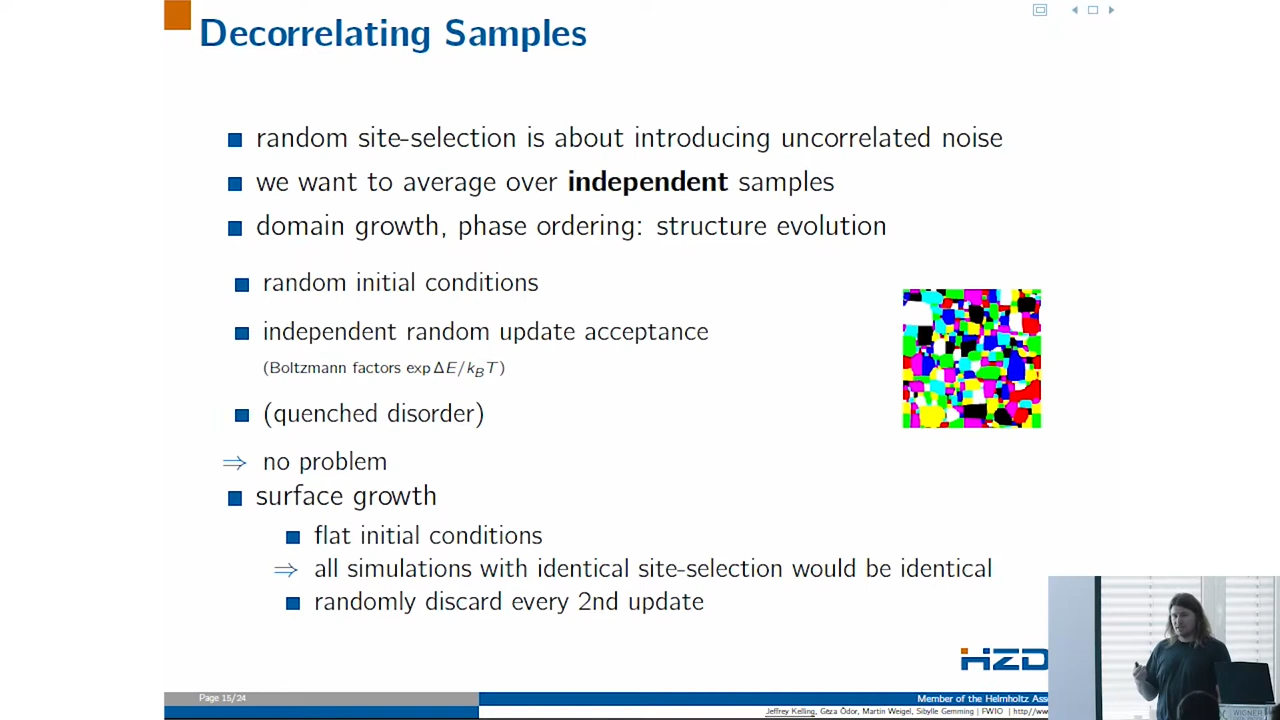 Decorrelating Samples
random site-selection is about introducing uncorrelated noise
we want to average over independent samples
domain growth, phase ordering: structure evolution
random initial conditions
independent random update acceptance
(Boltzmann factors exp ΔE/k_BT)
(quenched disorder)
⇒ no problem
surface growth
flat initial conditions
⇒ all simulations with identical site-selection would be identical
randomly discard every 2nd update
HZD
Page 15/24
Member of the Helmholtz Ass
Jeffrey Kelling, Géza Ódor, Martin Weigel, Sibylle Gemming | FWIO | http://w
WIGNER